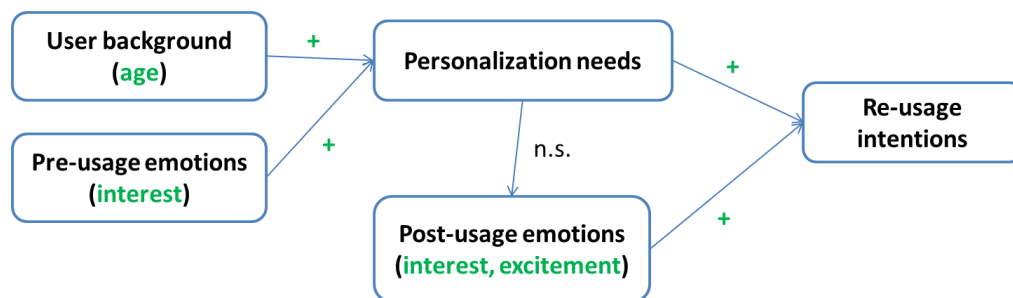 User background
(age)
+
Personalization needs
+
Re-usage
intentions
Pre-usage emotions
(interest)
+
n.s.
Post-usage emotions
(interest, excitement)
+